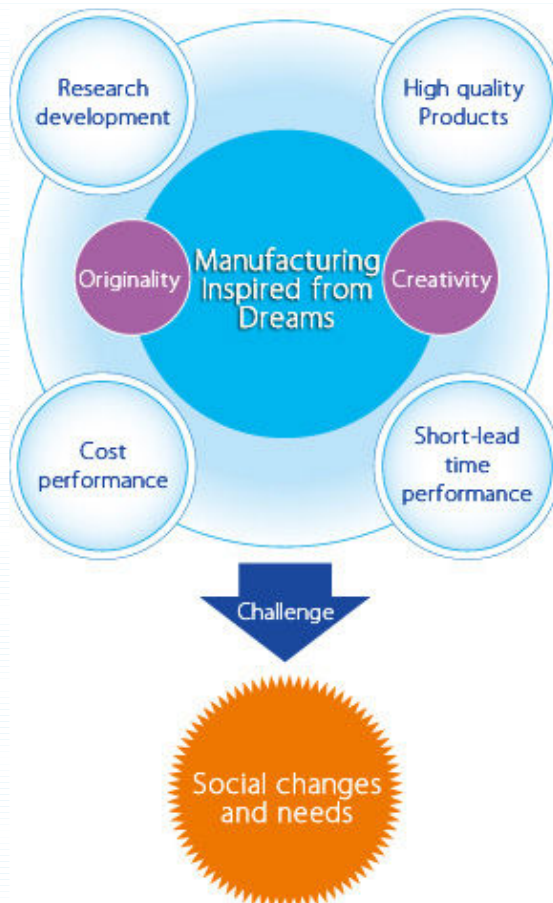 Research
development
High quality
Products
Originality
Manufacturing
Inspired from
Dreams
Creativity
Cost
performance
Short-lead
time
performance
Challenge
Social changes
and needs